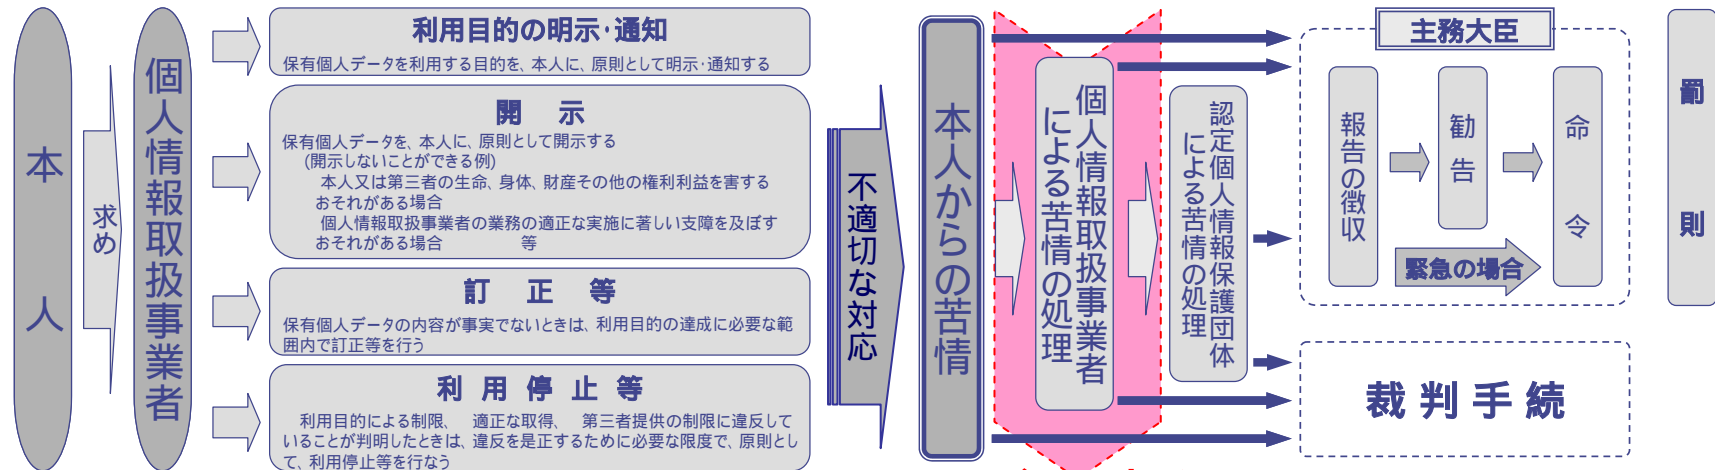 本人
求め
個人情報取扱事業者
利用目的の明示・通知
保有個人データを利用する目的を、本人に、原則として明示・通知する
開示
保有個人データを、本人に、原則として開示する
(開示しないことができる例)
本人又は第三者の生命、身体、財産その他の権利利益を害する
おそれがある場合
個人情報取扱事業者の業務の適正な実施に著しい支障を及ぼす
おそれがある場合　　　　　等
訂正等
保有個人データの内容が事実でないときは、利用目的の達成に必要な範
囲内で訂正等を行う
利用停止等
利用目的による制限、　適正な取得、　第三者提供の制限に違反して
いることが判明したときは、違反を是正するために必要な限度で、原則とし
て、利用停止等を行なう
不適切な対応
本人からの苦情
個人情報取扱事業者
による苦情の処理
認定個人情報保護団体
による苦情の処理
主務大臣
報告の徴収
勧告
命令
緊急の場合
裁判手続
罰則